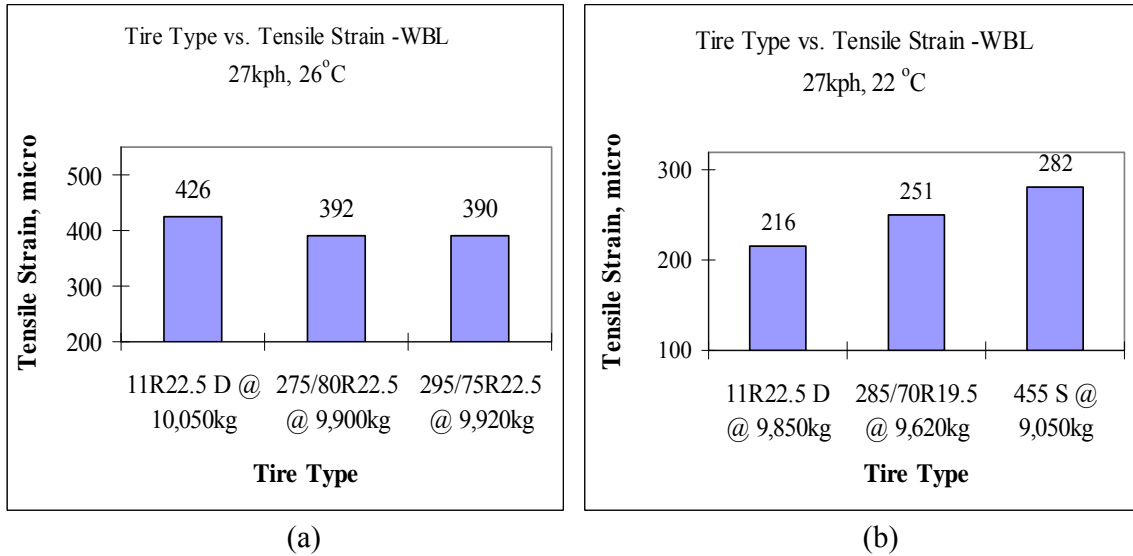 Tire Type vs. Tensile Strain -WBL
27kph, 26°C
Tensile Strain, micro
500
400
300
200
426
392
390
11R22.5 D @
10,050kg
275/80R22.5
@ 9,900kg
295/75R22.5
@ 9,920kg
Tire Type
(a)
Tire Type vs. Tensile Strain -WBL
27kph, 22 °C
Tensile Strain, micro
300
200
100
216
251
282
11R22.5 D
@ 9,850kg
285/70R19.5
@ 9,620kg
455 S @
9,050kg
Tire Type
(b)